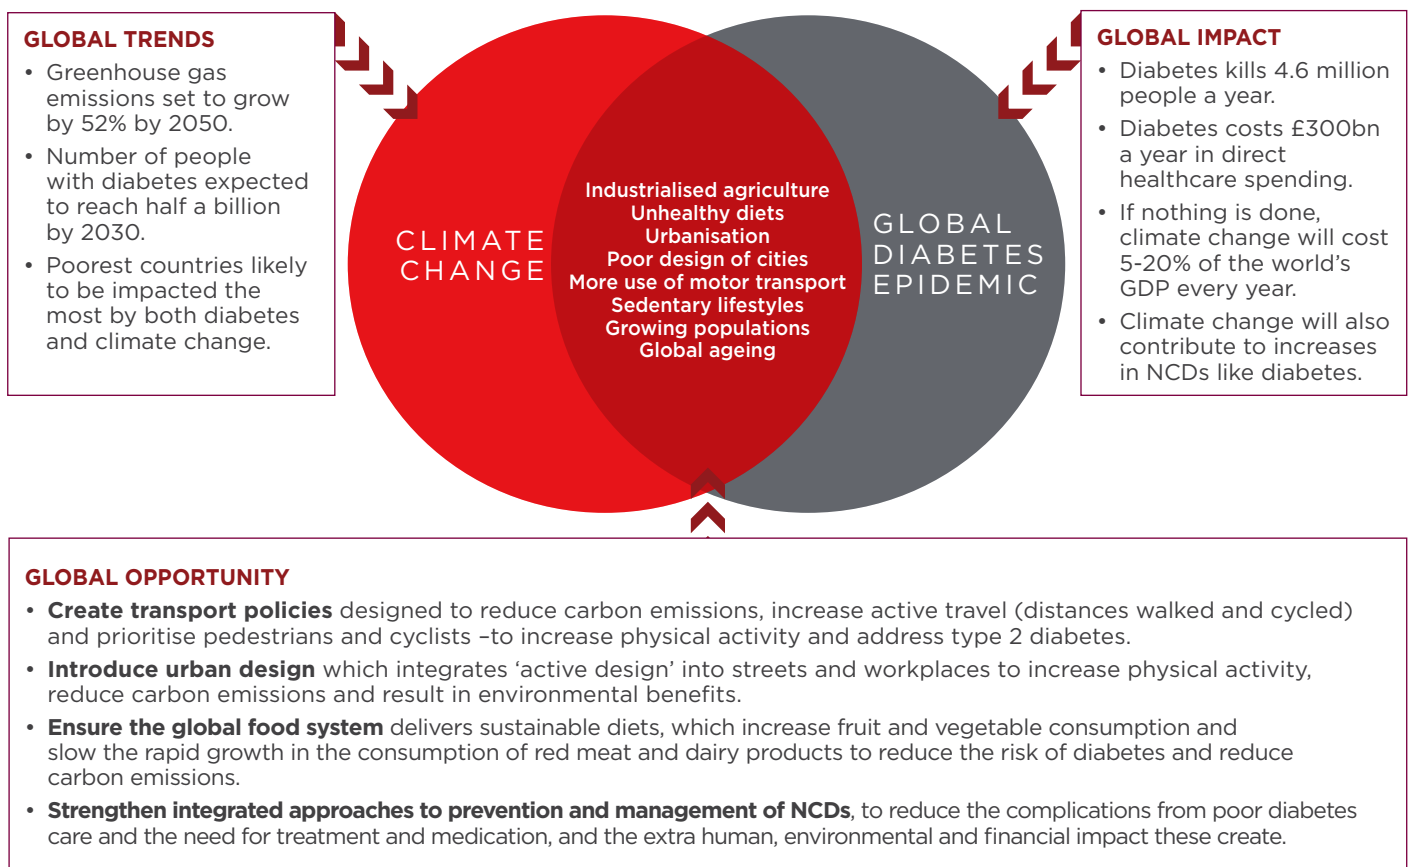 GLOBAL TRENDS
• Greenhouse gas
emissions set to grow
by 52% by 2050.
• Number of people
with diabetes expected
to reach half a billion
by 2030.
• Poorest countries likely
to be impacted the
most by both diabetes
and climate change.
CLIMATE
CHANGE
Industrialised agriculture
Unhealthy diets
Urbanisation
Poor design of cities
More use of motor transport
Sedentary lifestyles
Growing populations
Global ageing
GLOBAL
DIABETES
EPIDEMIC
GLOBAL IMPACT
• Diabetes kills 4.6 million
people a year.
• Diabetes costs £300bn
a year in direct
healthcare spending.
• If nothing is done,
climate change will cost
5-20% of the world’s
GDP every year.
• Climate change will also
contribute to increases
in NCDs like diabetes.
GLOBAL OPPORTUNITY
• Create transport policies designed to reduce carbon emissions, increase active travel (distances walked and cycled)
and prioritise pedestrians and cyclists –to increase physical activity and address type 2 diabetes.
• Introduce urban design which integrates ‘active design’ into streets and workplaces to increase physical activity,
reduce carbon emissions and result in environmental benefits.
• Ensure the global food system delivers sustainable diets, which increase fruit and vegetable consumption and
slow the rapid growth in the consumption of red meat and dairy products to reduce the risk of diabetes and reduce
carbon emissions.
• Strengthen integrated approaches to prevention and management of NCDs, to reduce the complications from poor diabetes
care and the need for treatment and medication, and the extra human, environmental and financial impact these create.